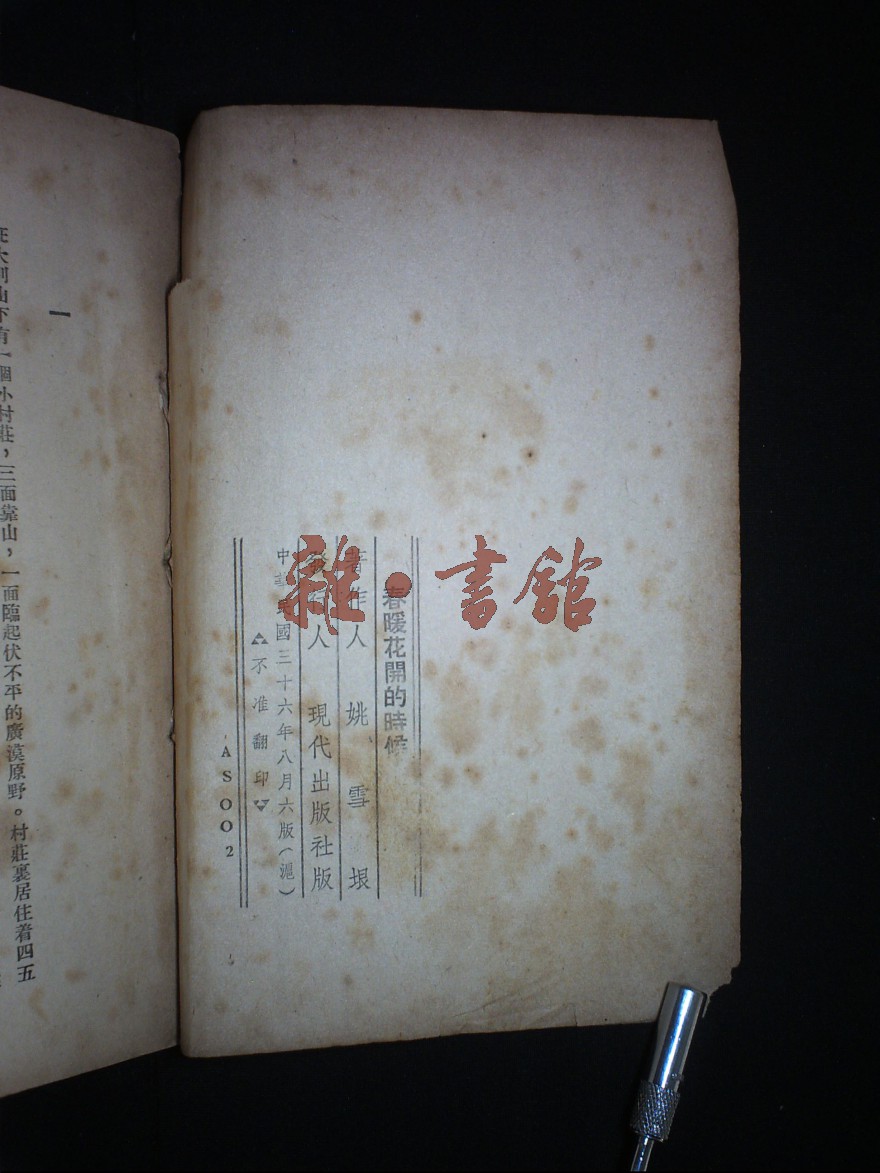 春暖花開的時候
著作人 姚雪垠
發行人 現代出版社版
中華民國三十六年八月六版(滬)
不准翻印
AS002
雜·書舘
一
在大別山下有一個小村莊,三面靠山,一面臨起伏不平的廣漠原野。村莊裏居住着四五